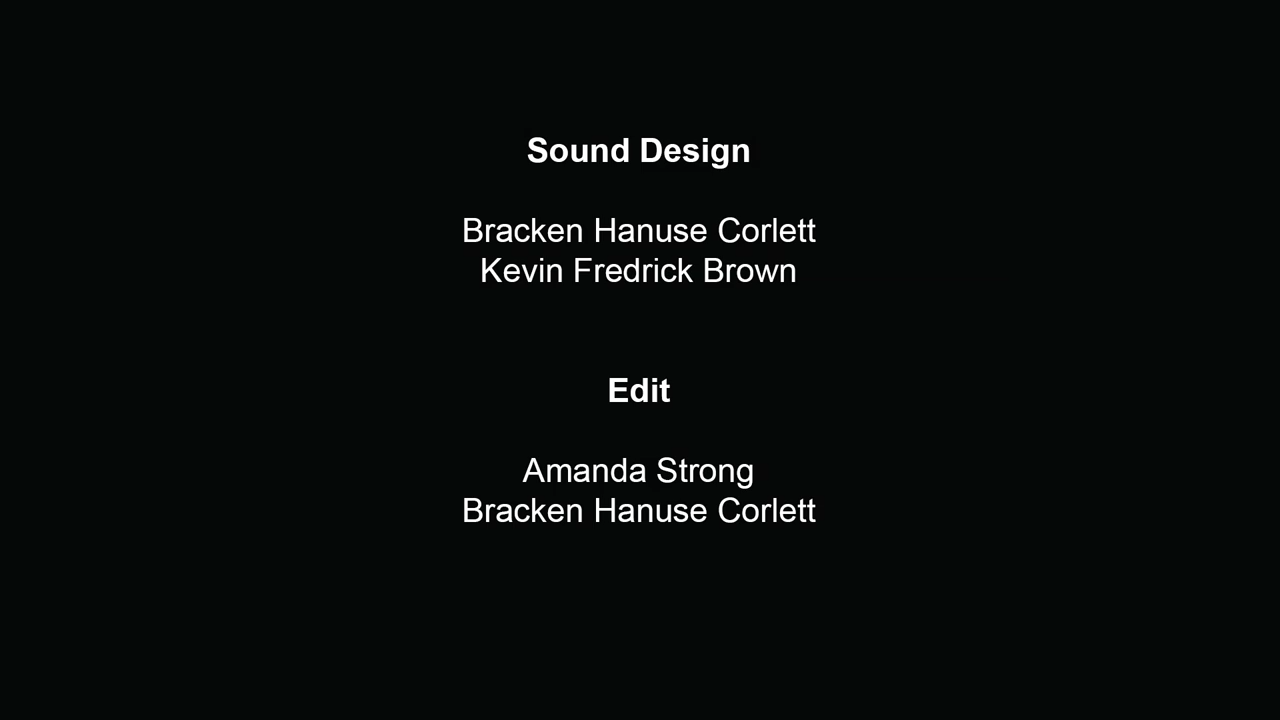 Sound Design
Bracken Hanuse Corlett
Kevin Fredrick Brown
Edit
Amanda Strong
Bracken Hanuse Corlett